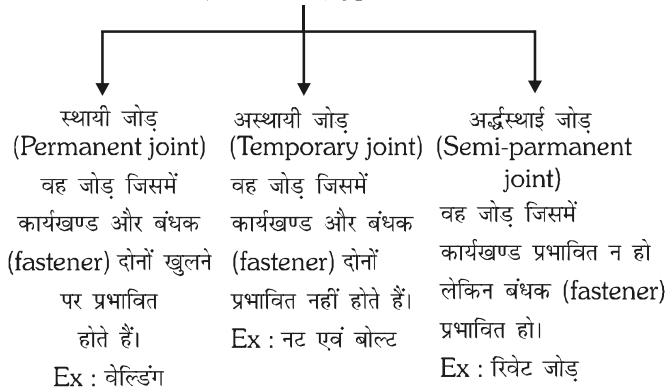 स्थायी जोड़
(Permanent joint)
वह जोड़ जिसमें
कार्यखण्ड और बंधक
(fastener) दोनों खुलने
पर प्रभावित
होते हैं।
Ex : वेल्डिंग
अस्थायी जोड़
(Temporary joint)
वह जोड़ जिसमें
कार्यखण्ड और बंधक
(fastener) दोनों
प्रभावित नहीं होते हैं।
Ex : नट एवं बोल्ट
अर्द्धस्थाई जोड़
(Semi-parmanent
joint)
वह जोड़ जिसमें
कार्यखण्ड प्रभावित न हो
लेकिन बंधक (fastener)
प्रभावित हो।
Ex : रिवेट जोड़